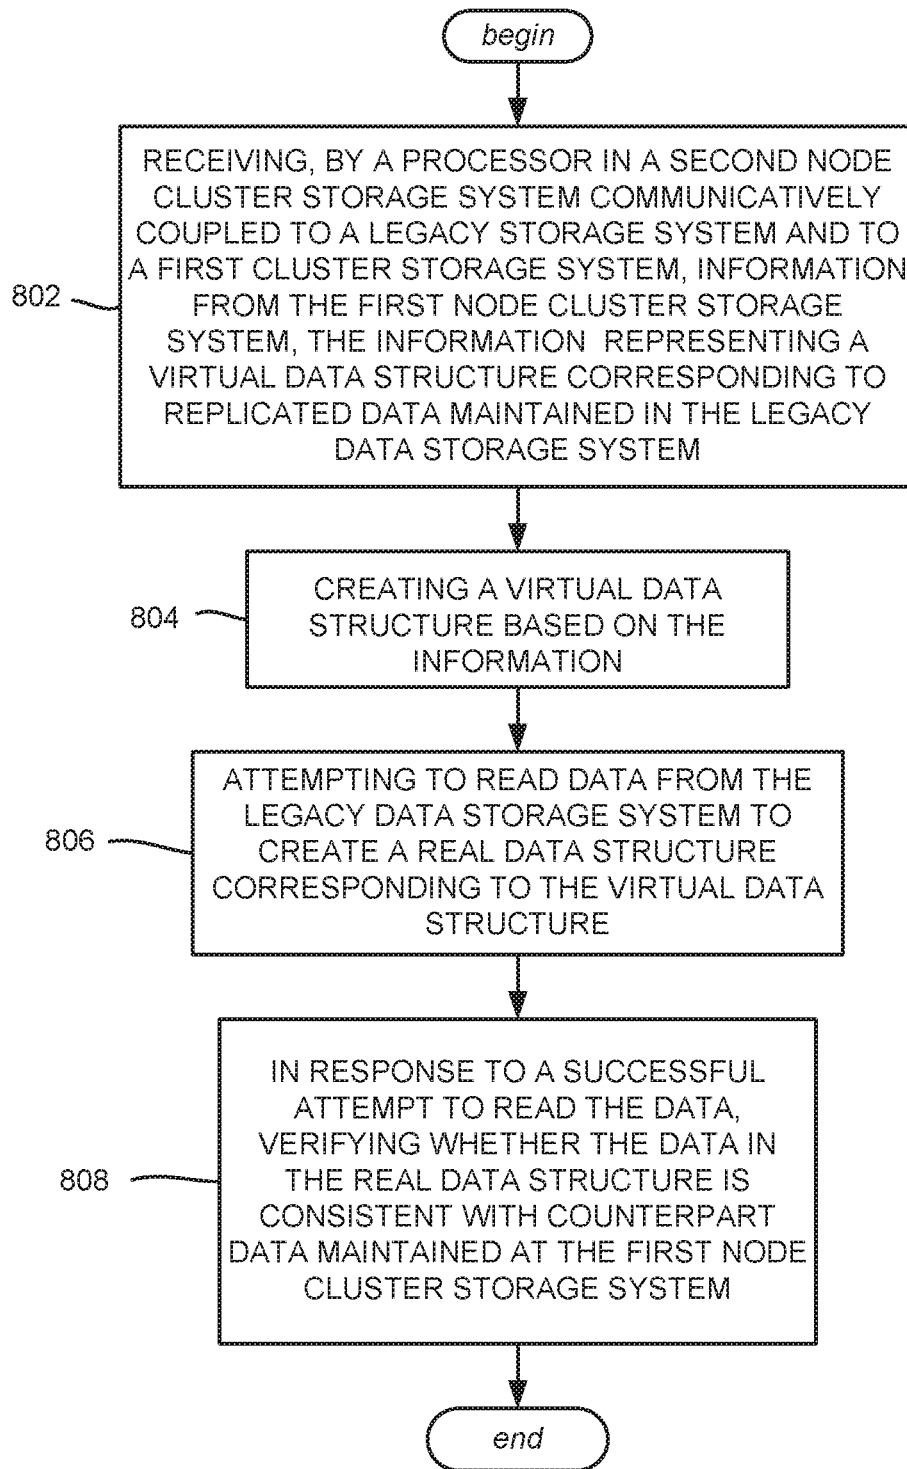 begin
RECEIVING, BY A PROCESSOR IN A SECOND NODE
CLUSTER STORAGE SYSTEM COMMUNICATIVELY
COUPLED TO A LEGACY STORAGE SYSTEM AND TO
A FIRST CLUSTER STORAGE SYSTEM, INFORMATION
FROM THE FIRST NODE CLUSTER STORAGE
SYSTEM, THE INFORMATION REPRESENTING A
VIRTUAL DATA STRUCTURE CORRESPONDING TO
REPLICATED DATA MAINTAINED IN THE LEGACY
DATA STORAGE SYSTEM
802
CREATING A VIRTUAL DATA
STRUCTURE BASED ON THE
INFORMATION
804
ATTEMPTING TO READ DATA FROM THE
LEGACY DATA STORAGE SYSTEM TO
CREATE A REAL DATA STRUCTURE
CORRESPONDING TO THE VIRTUAL DATA
STRUCTURE
806
IN RESPONSE TO A SUCCESSFUL
ATTEMPT TO READ THE DATA,
VERIFYING WHETHER THE DATA IN
THE REAL DATA STRUCTURE IS
CONSISTENT WITH COUNTERPART
DATA MAINTAINED AT THE FIRST NODE
CLUSTER STORAGE SYSTEM
808
end